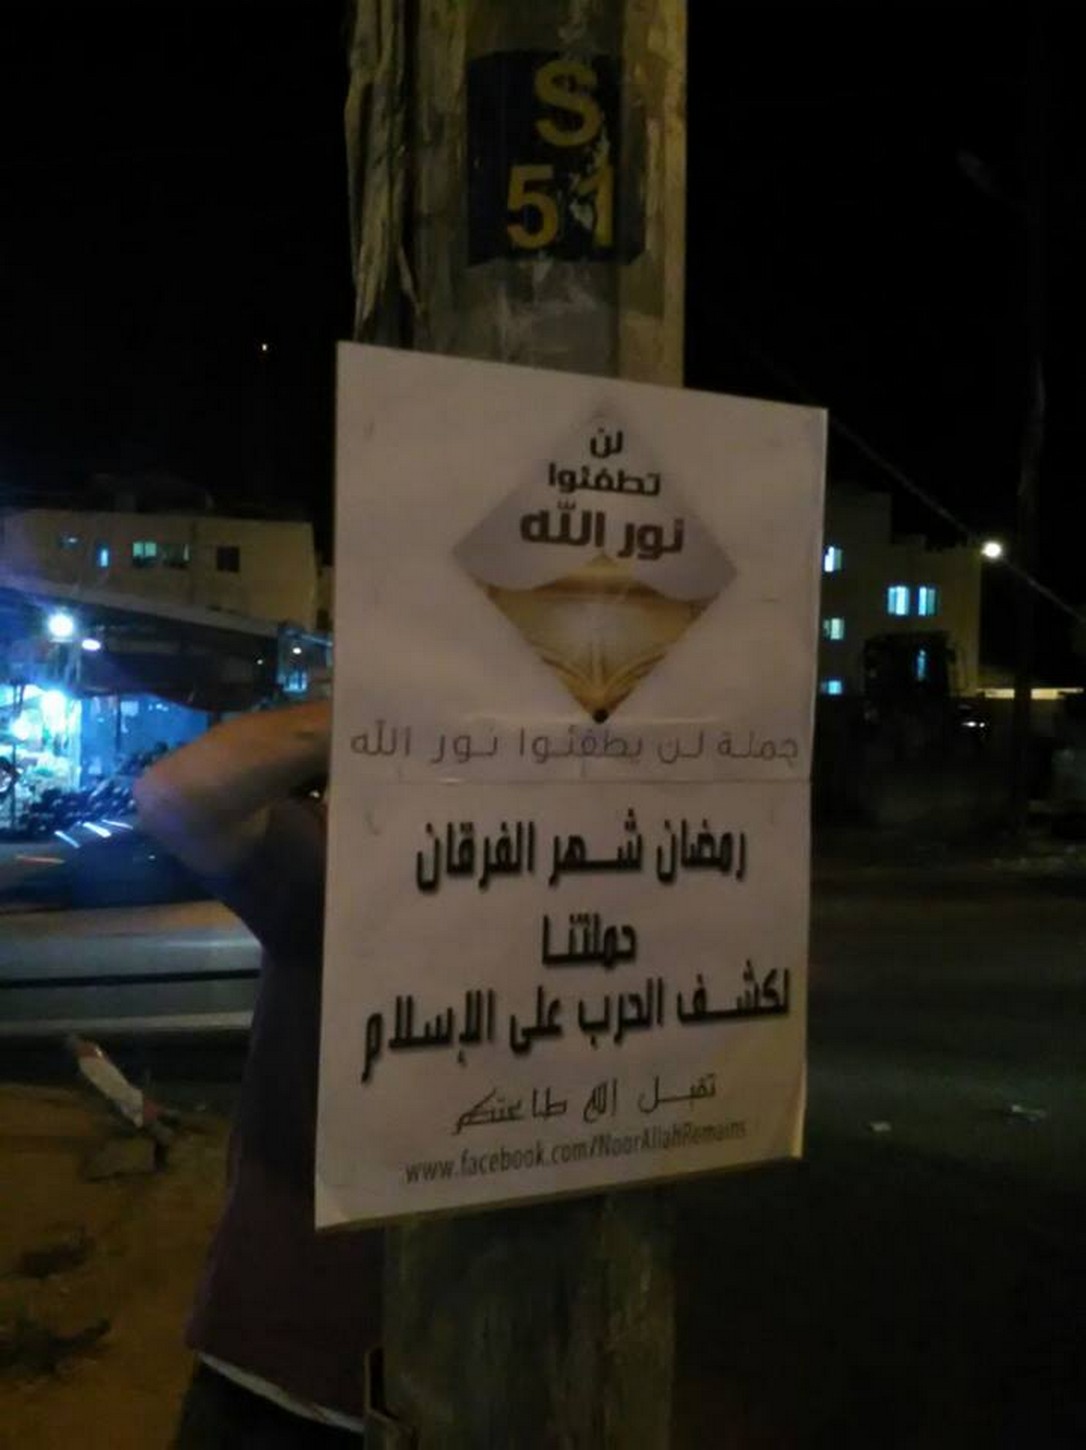 S
51
لن
تطفئوا
نور الله
حملة لن يطفئوا نور الله
رمضان شهر الفرقان
حملتنا
لكشف الحرب على الإسلام
تقبل الله طاعتكم
www.facebook.com/NoorAllahRemains